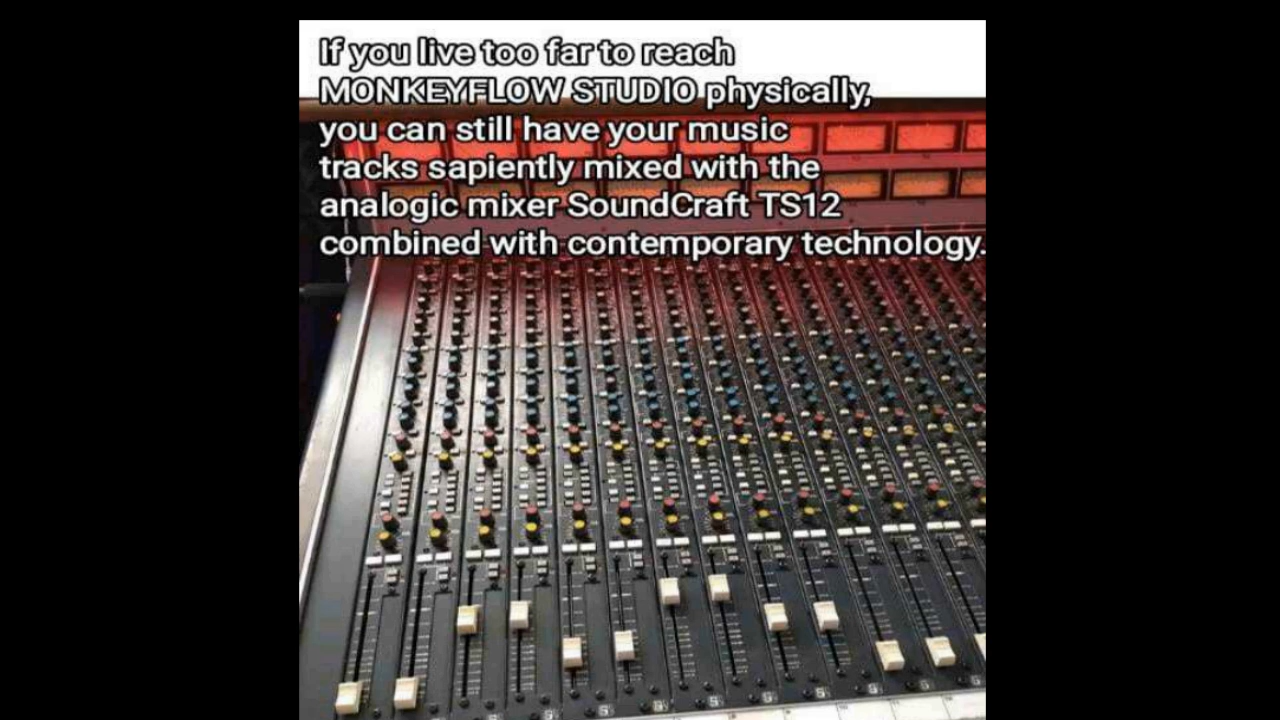 If you live too far to reach
MONKEYFLOW STUDIO physically,
you can still have your music
tracks sapiently mixed with the
analogic mixer SoundCraft TS12
combined with contemporary technology.